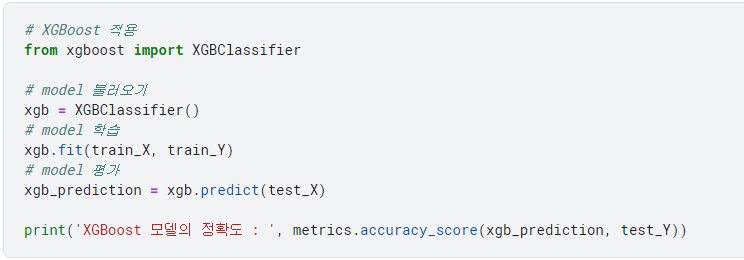 # XGBoost 적용
from xgboost import XGBClassifier
# model 불러오기
xgb = XGBClassifier()
# model 학습
xgb.fit(train_X, train_Y)
# model 평가
xgb_prediction = xgb.predict(test_X)
print('XGBoost 모델의 정확도 : ', metrics.accuracy_score(xgb_prediction, test_Y))